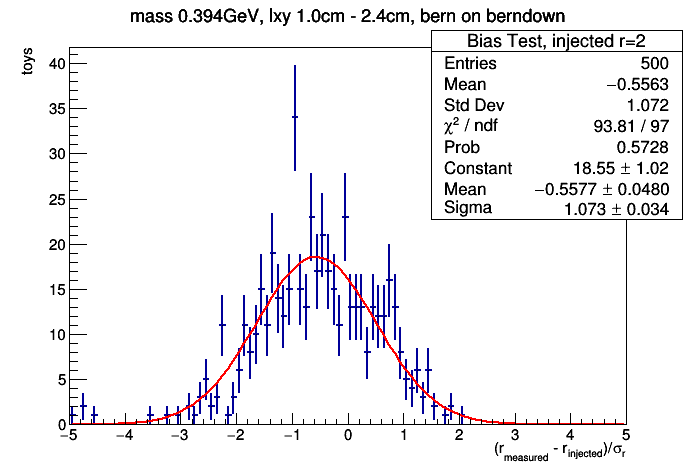 mass 0.394GeV, lxy 1.0cm - 2.4cm, bern on berndown
Bias Test, injected r=2
Entries 500
Mean −0.5563
Std Dev 1.072
χ² / ndf 93.81 / 97
Prob 0.5728
Constant 18.55 ± 1.02
Mean −0.5577 ± 0.0480
Sigma 1.073 ± 0.034
toys
40
35
30
25
20
15
10
5
0
−5 −4 −3 −2 −1 0 1 2 3 4 5
(r_measured - r_injected)/σ_r